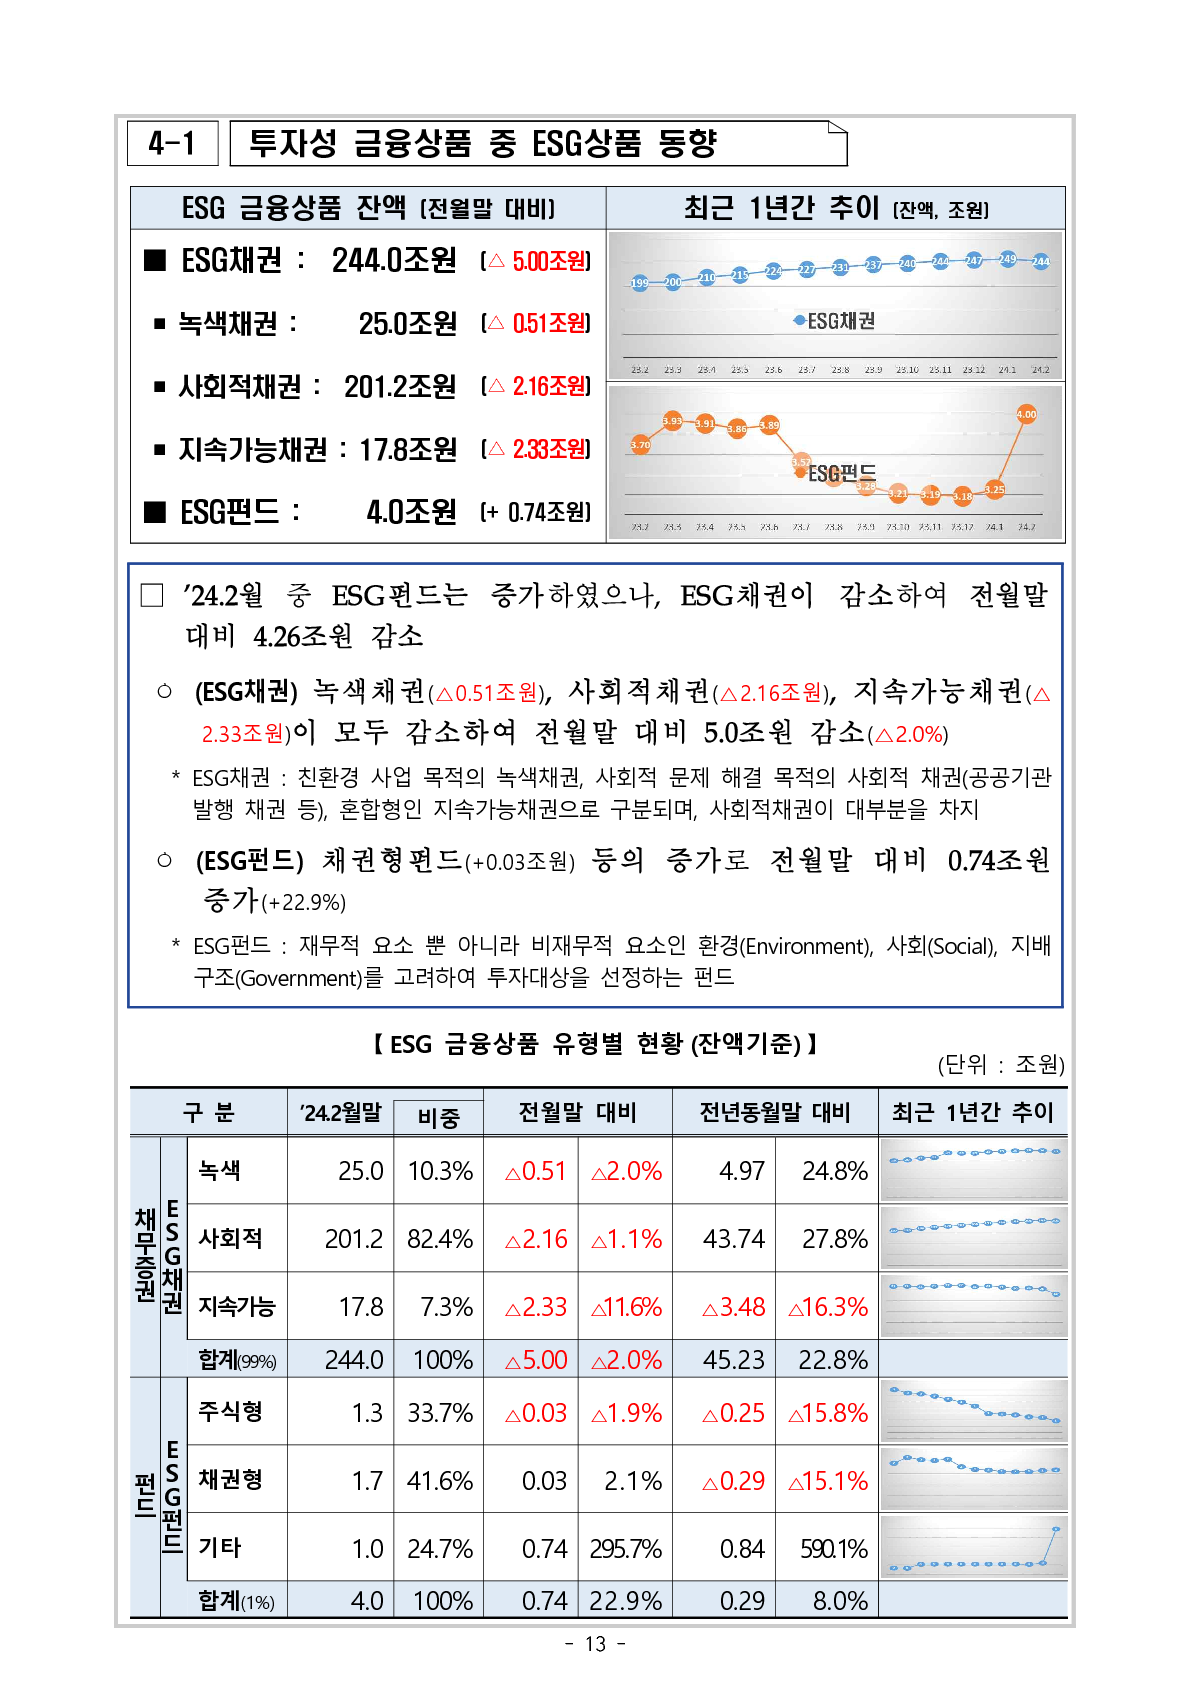 4-1 투자성 금융상품 중 ESG상품 동향
ESG 금융상품 잔액 (전월말 대비) 최근 1년간 추이 (잔액, 조원)
■ ESG채권 : 244.0조원 (△ 5.00조원)
▪ 녹색채권 : 25.0조원 (△ 0.51조원)
▪ 사회적채권 : 201.2조원 (△ 2.16조원)
▪ 지속가능채권 : 17.8조원 (△ 2.33조원)
■ ESG펀드 : 4.0조원 (+ 0.74조원)
199 200 210 215 224 227 231 237 240 244 247 249 244
ESG채권
23.2 23.3 23.4 23.5 23.6 23.7 23.8 23.9 23.10 23.11 23.12 24.1 24.2
3.70 3.93 3.91 3.86 3.89 3.57 3.28 3.21 3.19 3.18 3.25 4.00
ESG펀드
23.2 23.3 23.4 23.5 23.6 23.7 23.8 23.9 23.10 23.11 23.12 24.1 24.2
□ ’24.2월 중 ESG펀드는 증가하였으나, ESG채권이 감소하여 전월말
대비 4.26조원 감소
○ (ESG채권) 녹색채권(△0.51조원), 사회적채권(△2.16조원), 지속가능채권(△
2.33조원)이 모두 감소하여 전월말 대비 5.0조원 감소(△2.0%)
* ESG채권 : 친환경 사업 목적의 녹색채권, 사회적 문제 해결 목적의 사회적 채권(공공기관
발행 채권 등), 혼합형인 지속가능채권으로 구분되며, 사회적채권이 대부분을 차지
○ (ESG펀드) 채권형펀드(+0.03조원) 등의 증가로 전월말 대비 0.74조원
증가(+22.9%)
* ESG펀드 : 재무적 요소 뿐 아니라 비재무적 요소인 환경(Environment), 사회(Social), 지배
구조(Government)를 고려하여 투자대상을 선정하는 펀드
【 ESG 금융상품 유형별 현황 (잔액기준) 】
(단위 : 조원)
구 분 ’24.2월말 비중 전월말 대비 전년동월말 대비 최근 1년간 추이
채무증권 ESG채권
녹색 25.0 10.3% △0.51 △2.0% 4.97 24.8%
사회적 201.2 82.4% △2.16 △1.1% 43.74 27.8%
지속가능 17.8 7.3% △2.33 △11.6% △3.48 △16.3%
합계(99%) 244.0 100% △5.00 △2.0% 45.23 22.8%
펀드 ESG펀드
주식형 1.3 33.7% △0.03 △1.9% △0.25 △15.8%
채권형 1.7 41.6% 0.03 2.1% △0.29 △15.1%
기타 1.0 24.7% 0.74 295.7% 0.84 590.1%
합계(1%) 4.0 100% 0.74 22.9% 0.29 8.0%
- 13 -